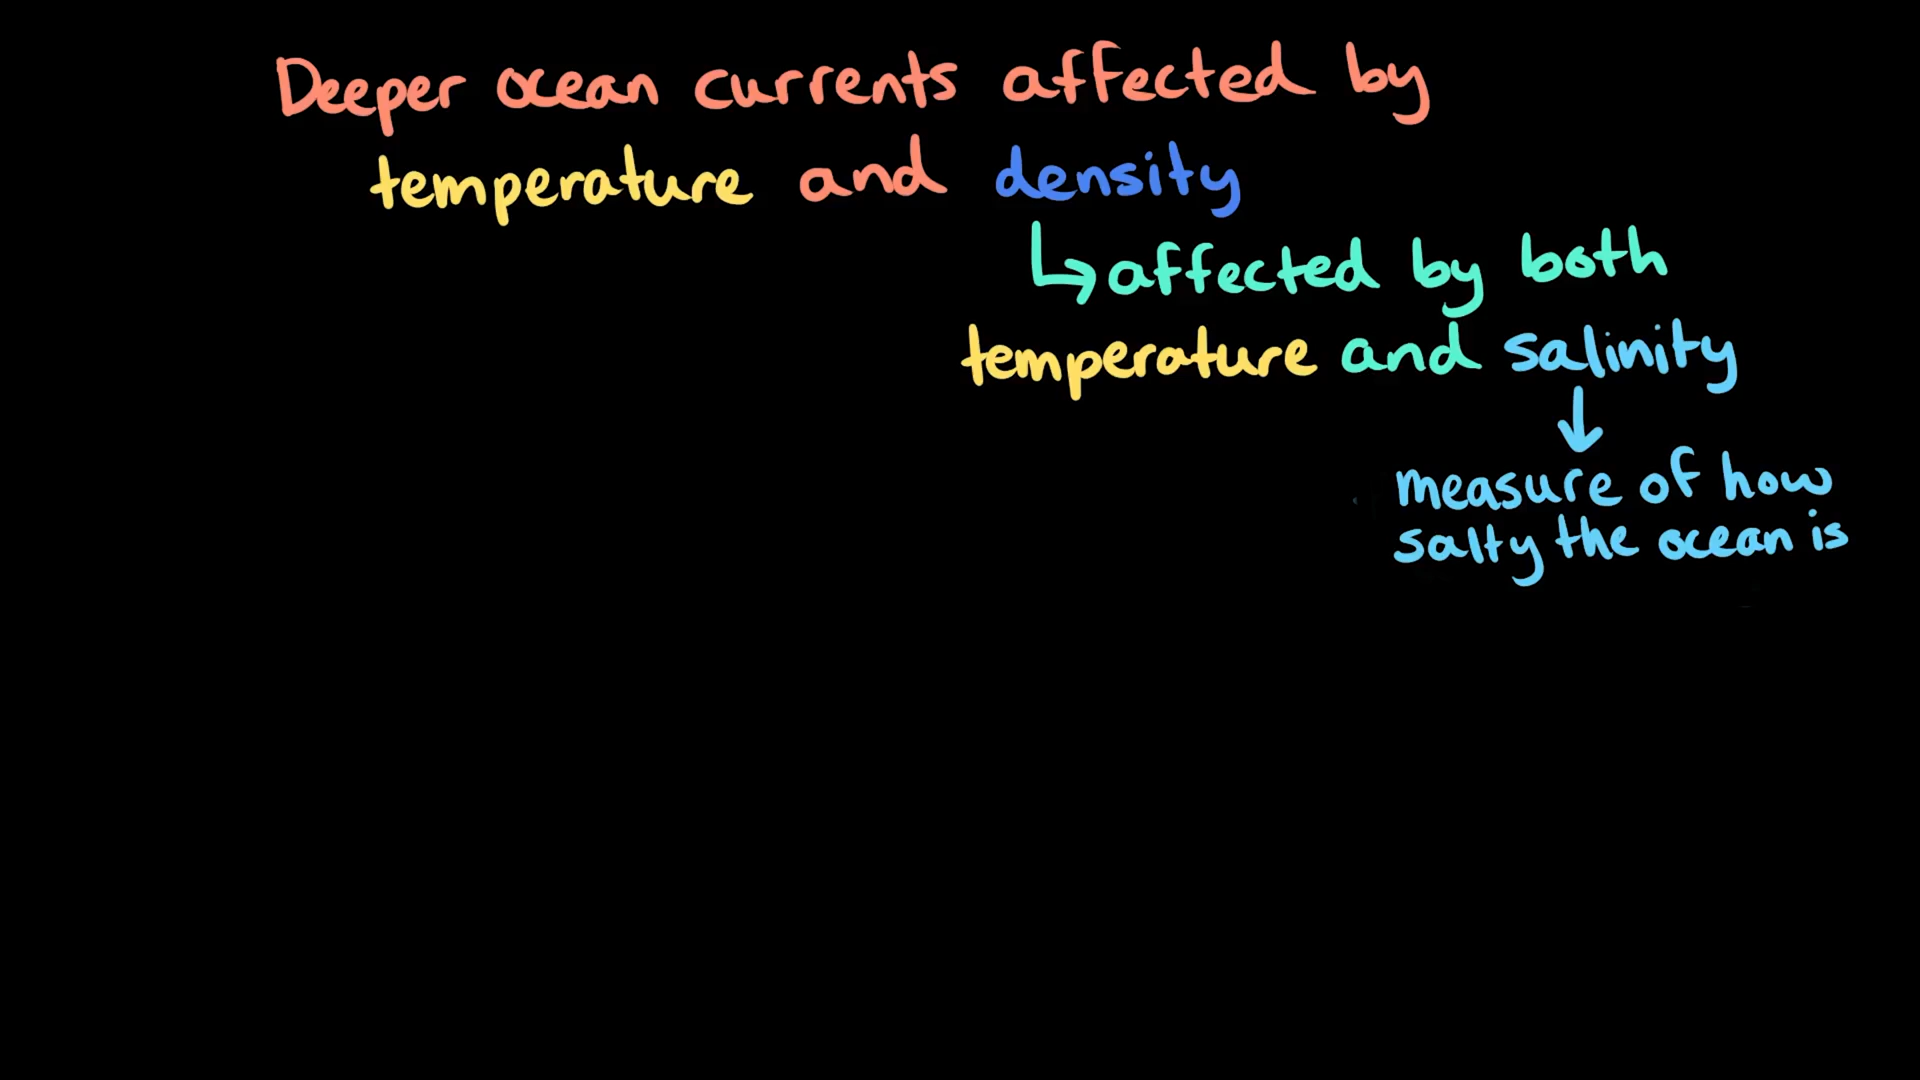 Deeper ocean currents affected by
temperature and density
↳ affected by both
temperature and salinity
↓
measure of how
salty the ocean is